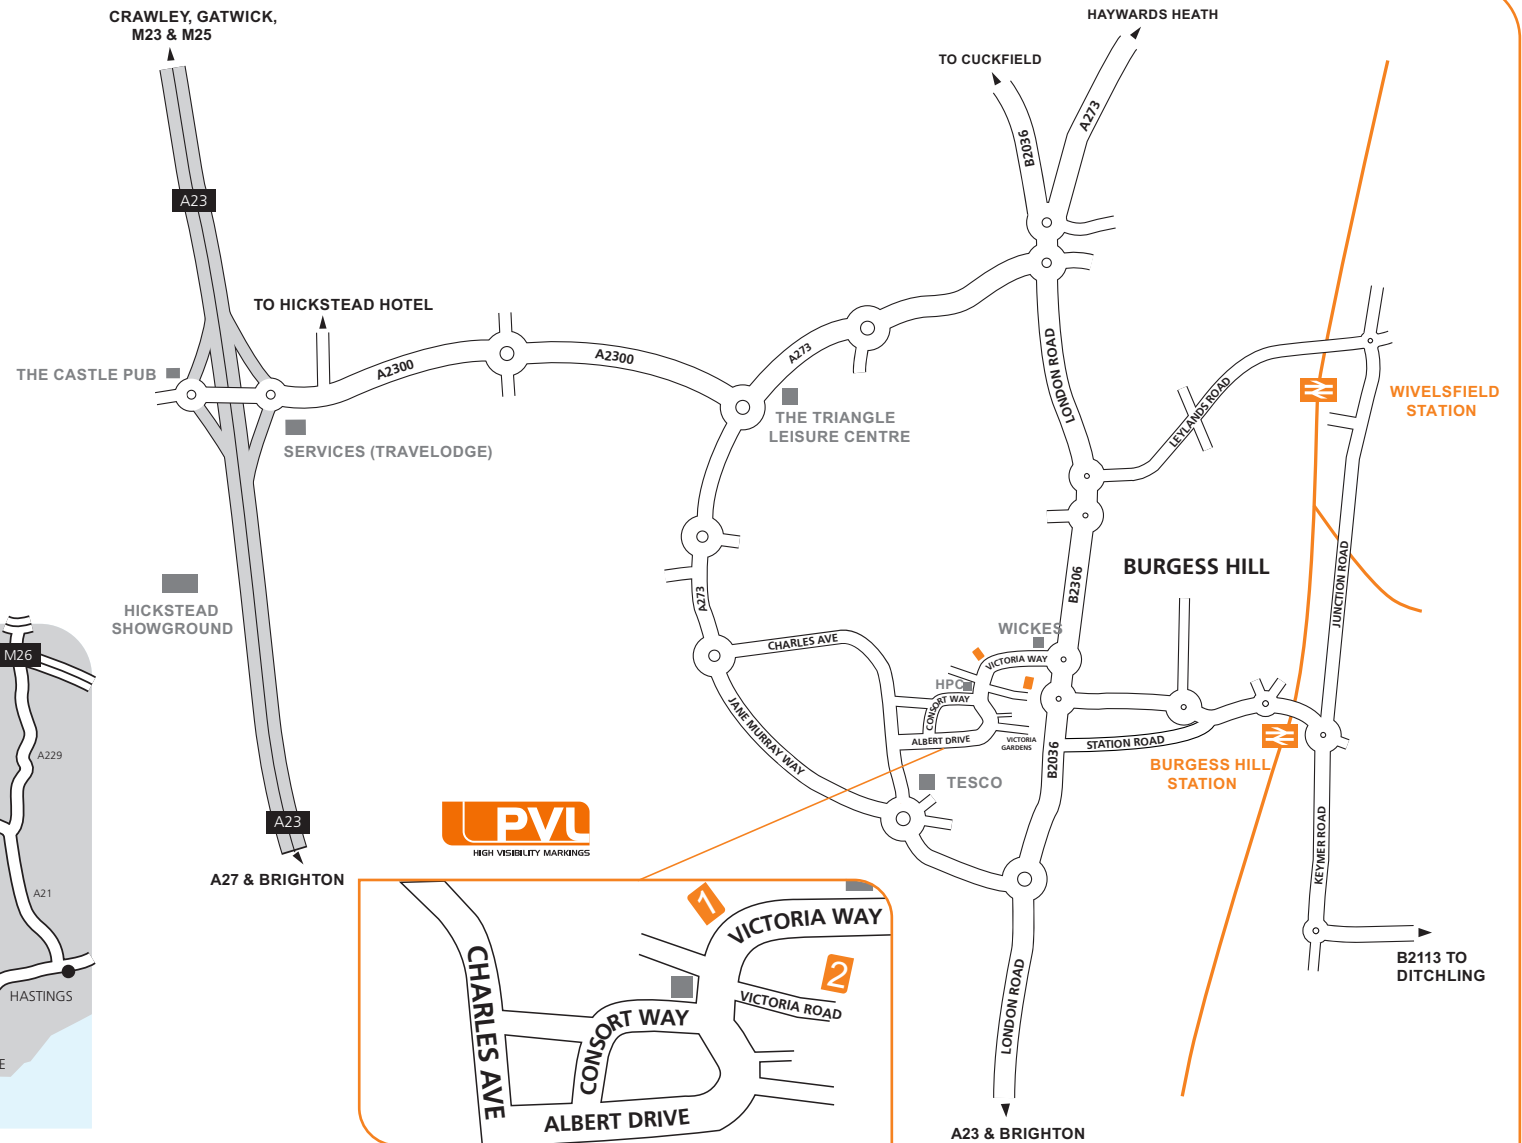 CRAWLEY, GATWICK,
M23 & M25
HAYWARDS HEATH
TO CUCKFIELD
A273
B2036
A23
TO HICKSTEAD HOTEL
THE CASTLE PUB
A2300
A2300
A273
LONDON ROAD
LEYLANDS ROAD
WIVELSFIELD
STATION
THE TRIANGLE
LEISURE CENTRE
SERVICES (TRAVELODGE)
BURGESS HILL
JUNCTION ROAD
B2306
A273
HICKSTEAD
SHOWGROUND
WICKES
CHARLES AVE
VICTORIA WAY
HPC
CONSORT WAY
ALBERT DRIVE
VICTORIA
GARDENS
STATION ROAD
B2036
JANE MURRAY WAY
BURGESS HILL
STATION
TESCO
M26
A229
A21
HASTINGS
E
A23
A27 & BRIGHTON
PVL
HIGH VISIBILITY MARKINGS
KEYMER ROAD
B2113 TO
DITCHLING
LONDON ROAD
A23 & BRIGHTON
1
VICTORIA WAY
2
VICTORIA ROAD
CHARLES AVE
CONSORT WAY
ALBERT DRIVE